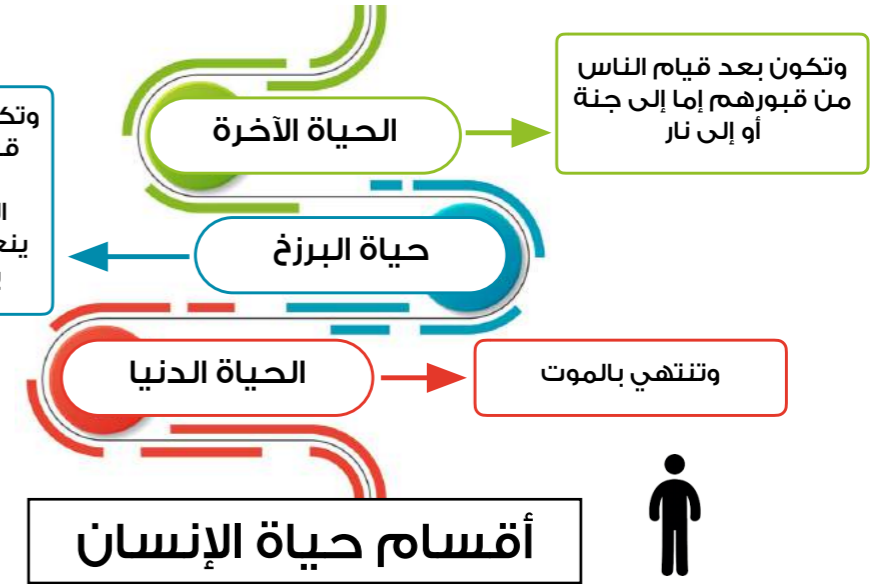 وتكون بعد قيام الناس
من قبورهم إما إلى جنة
أو إلى نار
الحياة الآخرة
حياة البرزخ
الحياة الدنيا
وتنتهي بالموت
أقسام حياة الإنسان